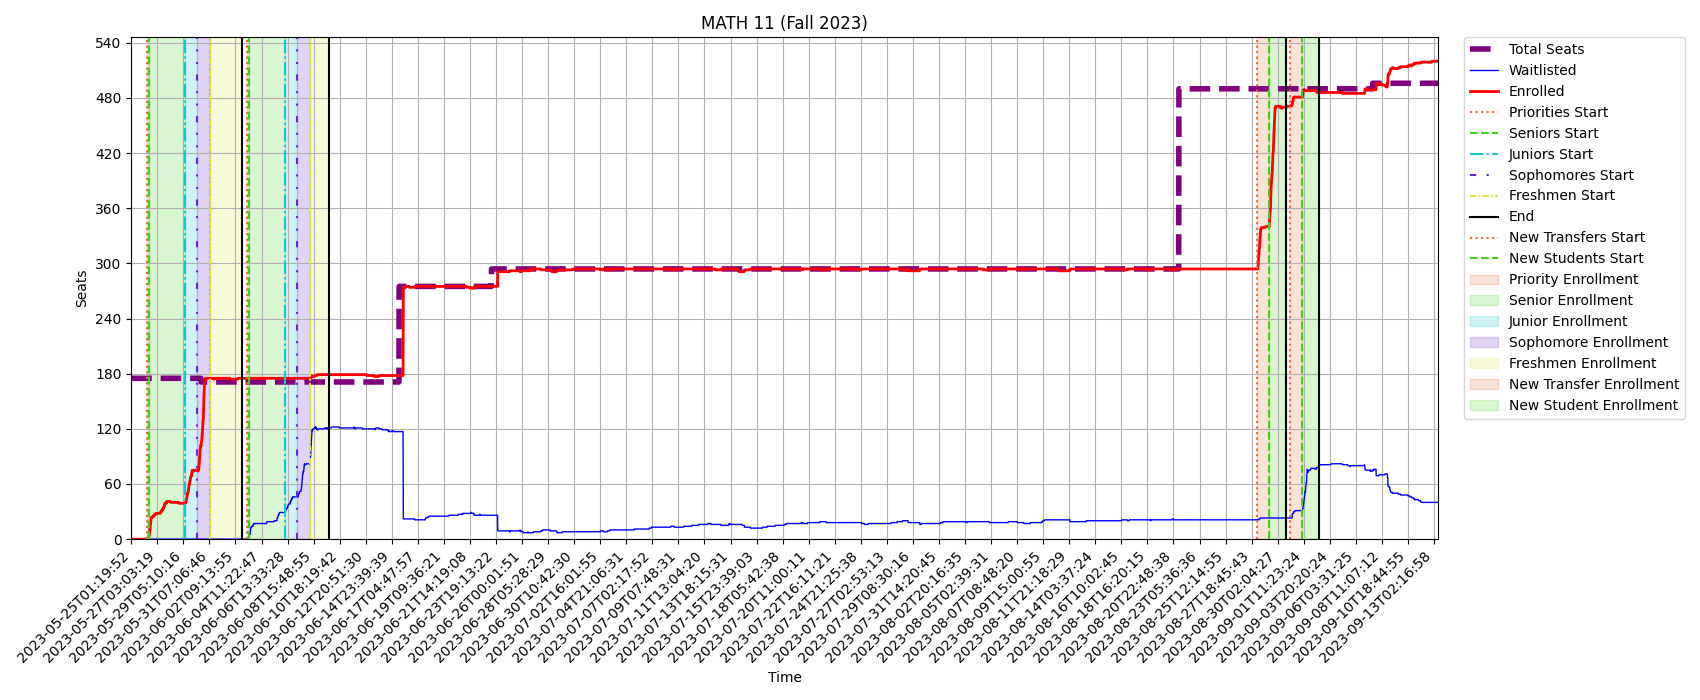 MATH 11 (Fall 2023)
540
480
420
360
300
240
180
120
60
0
Seats
2023-05-25T01:19:52
2023-05-27T03:03:19
2023-05-29T05:10:16
2023-05-31T07:06:46
2023-06-02T09:13:55
2023-06-04T11:22:47
2023-06-06T13:33:28
2023-06-08T15:48:55
2023-06-10T18:19:42
2023-06-12T20:51:30
2023-06-14T23:39:39
2023-06-17T04:47:57
2023-06-19T09:36:21
2023-06-21T14:19:08
2023-06-23T19:13:22
2023-06-26T00:01:51
2023-06-28T05:28:29
2023-06-30T10:42:30
2023-07-02T16:01:55
2023-07-04T21:06:31
2023-07-07T02:17:52
2023-07-09T07:48:31
2023-07-11T13:04:20
2023-07-13T18:15:31
2023-07-15T23:39:03
2023-07-18T05:42:38
2023-07-20T11:00:11
2023-07-22T16:11:21
2023-07-24T21:25:38
2023-07-27T02:53:13
2023-07-29T08:30:16
2023-07-31T14:20:45
2023-08-02T20:16:35
2023-08-05T02:39:31
2023-08-07T08:48:20
2023-08-09T15:00:55
2023-08-11T21:18:29
2023-08-14T03:37:24
2023-08-16T10:02:45
2023-08-18T16:20:15
2023-08-20T22:48:38
2023-08-23T05:36:36
2023-08-25T12:14:55
2023-08-27T18:45:43
2023-08-30T02:04:27
2023-09-01T11:23:24
2023-09-03T20:20:24
2023-09-06T03:31:25
2023-09-08T11:07:12
2023-09-10T18:44:55
2023-09-13T02:16:58
Time
Total Seats
Waitlisted
Enrolled
Priorities Start
Seniors Start
Juniors Start
Sophomores Start
Freshmen Start
End
New Transfers Start
New Students Start
Priority Enrollment
Senior Enrollment
Junior Enrollment
Sophomore Enrollment
Freshmen Enrollment
New Transfer Enrollment
New Student Enrollment